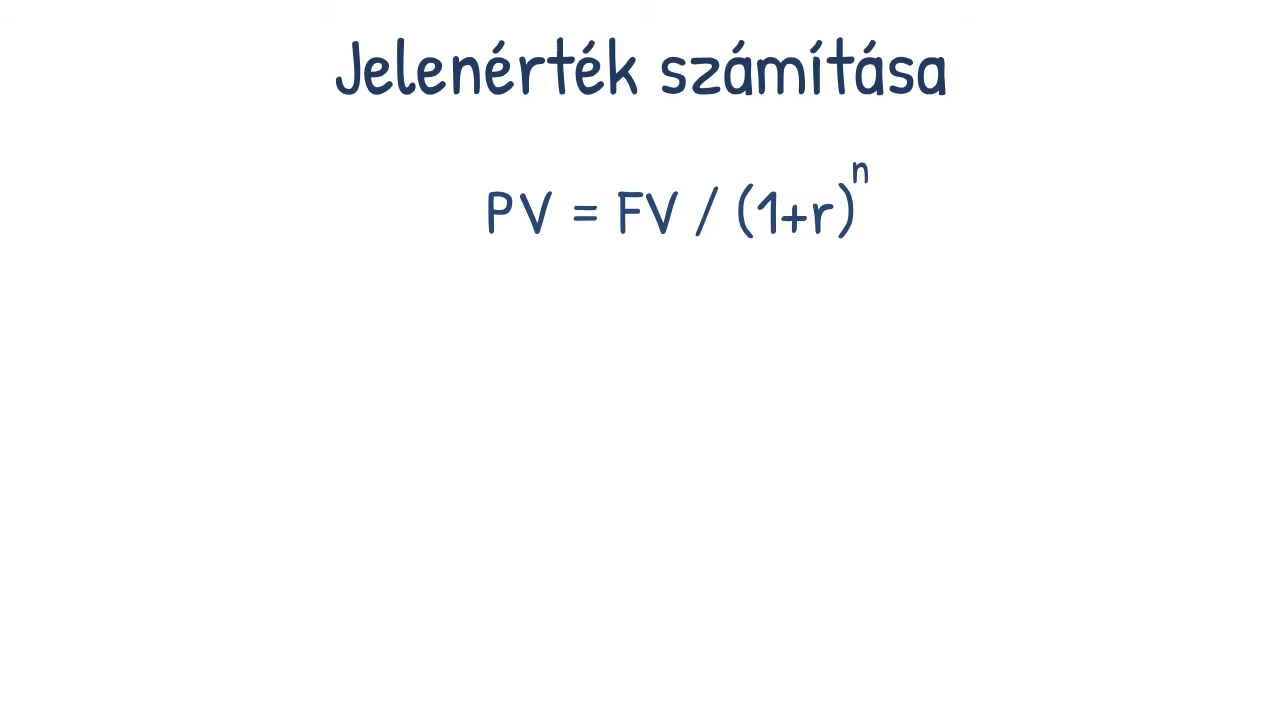 Jelenérték számítása
PV = FV / (1+r)ⁿ